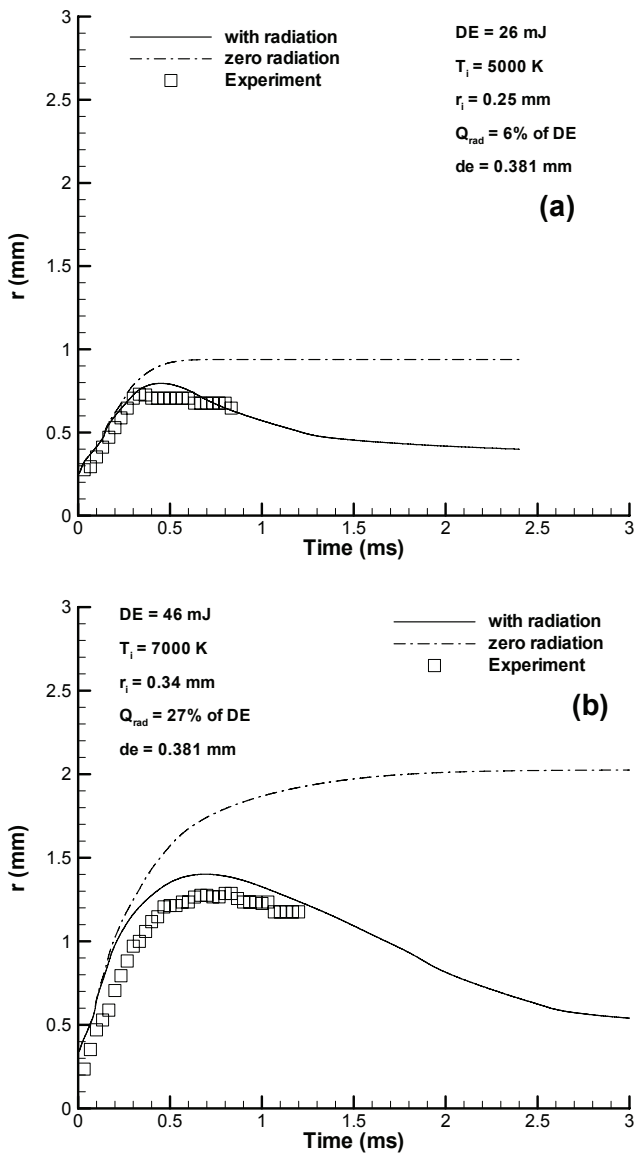 with radiation
zero radiation
Experiment
DE = 26 mJ
T_i = 5000 K
r_i = 0.25 mm
Q_rad = 6% of DE
de = 0.381 mm
(a)
r (mm)
3
2.5
2
1.5
1
0.5
0
0
0.5
1
1.5
2
2.5
3
Time (ms)
DE = 46 mJ
T_i = 7000 K
r_i = 0.34 mm
Q_rad = 27% of DE
de = 0.381 mm
with radiation
zero radiation
Experiment
(b)
r (mm)
3
2.5
2
1.5
1
0.5
0
0
0.5
1
1.5
2
2.5
3
Time (ms)